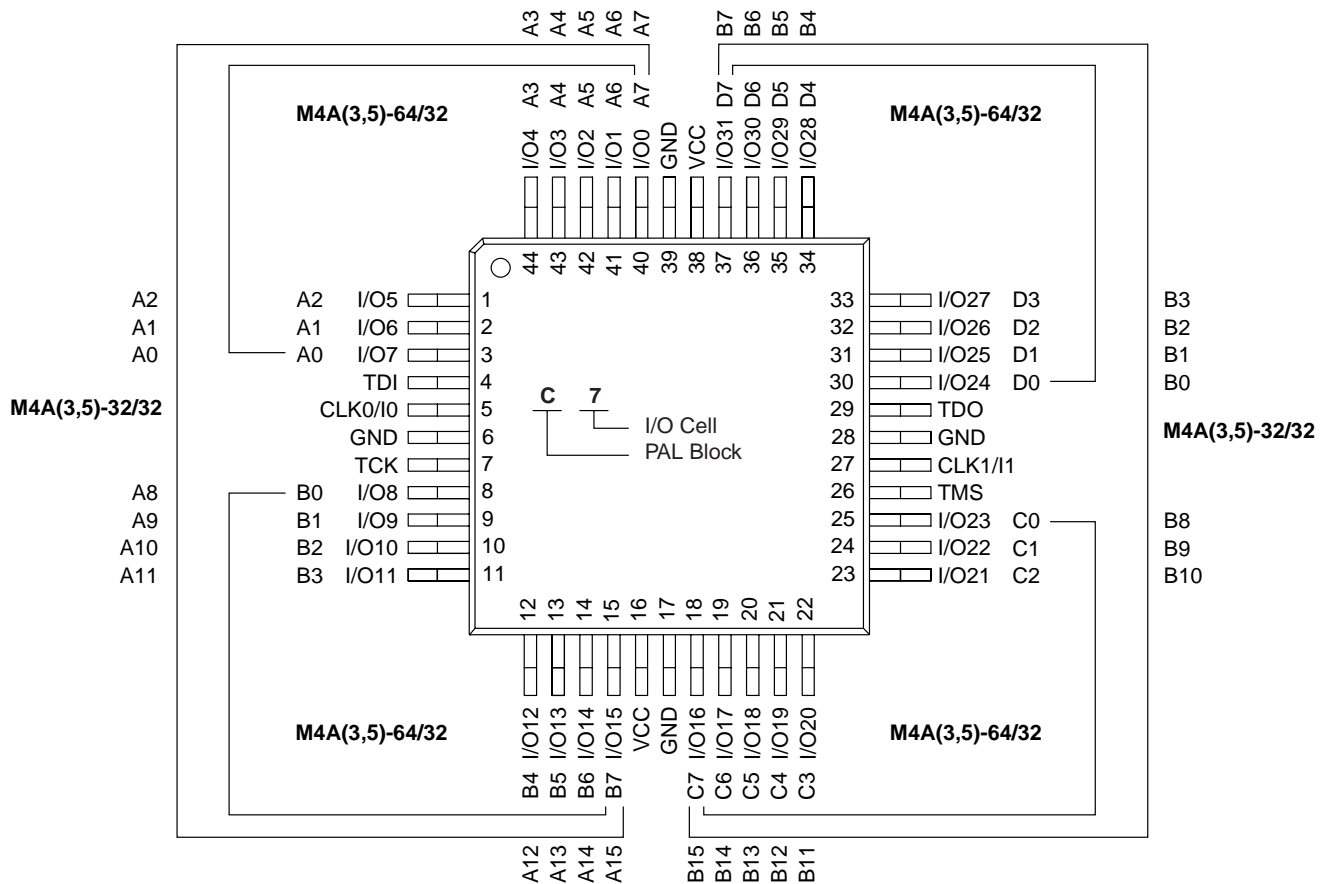 A3 A4 A5 A6 A7 B7 B6 B5 B4
A3 A4 A5 A6 A7 D7 D6 D5 D4
M4A(3,5)-64/32 M4A(3,5)-64/32
I/O4 I/O3 I/O2 I/O1 I/O0 GND VCC I/O31 I/O30 I/O29 I/O28
44 43 42 41 40 39 38 37 36 35 34
A2 A2 I/O5 1 33 I/O27 D3 B3
A1 A1 I/O6 2 32 I/O26 D2 B2
A0 A0 I/O7 3 31 I/O25 D1 B1
TDI 4 30 I/O24 D0 B0
M4A(3,5)-32/32 CLK0/I0 5 C 7 29 TDO M4A(3,5)-32/32
I/O Cell
GND 6 28 GND
PAL Block
TCK 7 27 CLK1/I1
A8 B0 I/O8 8 26 TMS
A9 B1 I/O9 9 25 I/O23 C0 B8
A10 B2 I/O10 10 24 I/O22 C1 B9
A11 B3 I/O11 11 23 I/O21 C2 B10
12 13 14 15 16 17 18 19 20 21 22
I/O12 I/O13 I/O14 I/O15 VCC GND I/O16 I/O17 I/O18 I/O19 I/O20
M4A(3,5)-64/32 M4A(3,5)-64/32
B4 B5 B6 B7 C7 C6 C5 C4 C3
A12 A13 A14 A15 B15 B14 B13 B12 B11